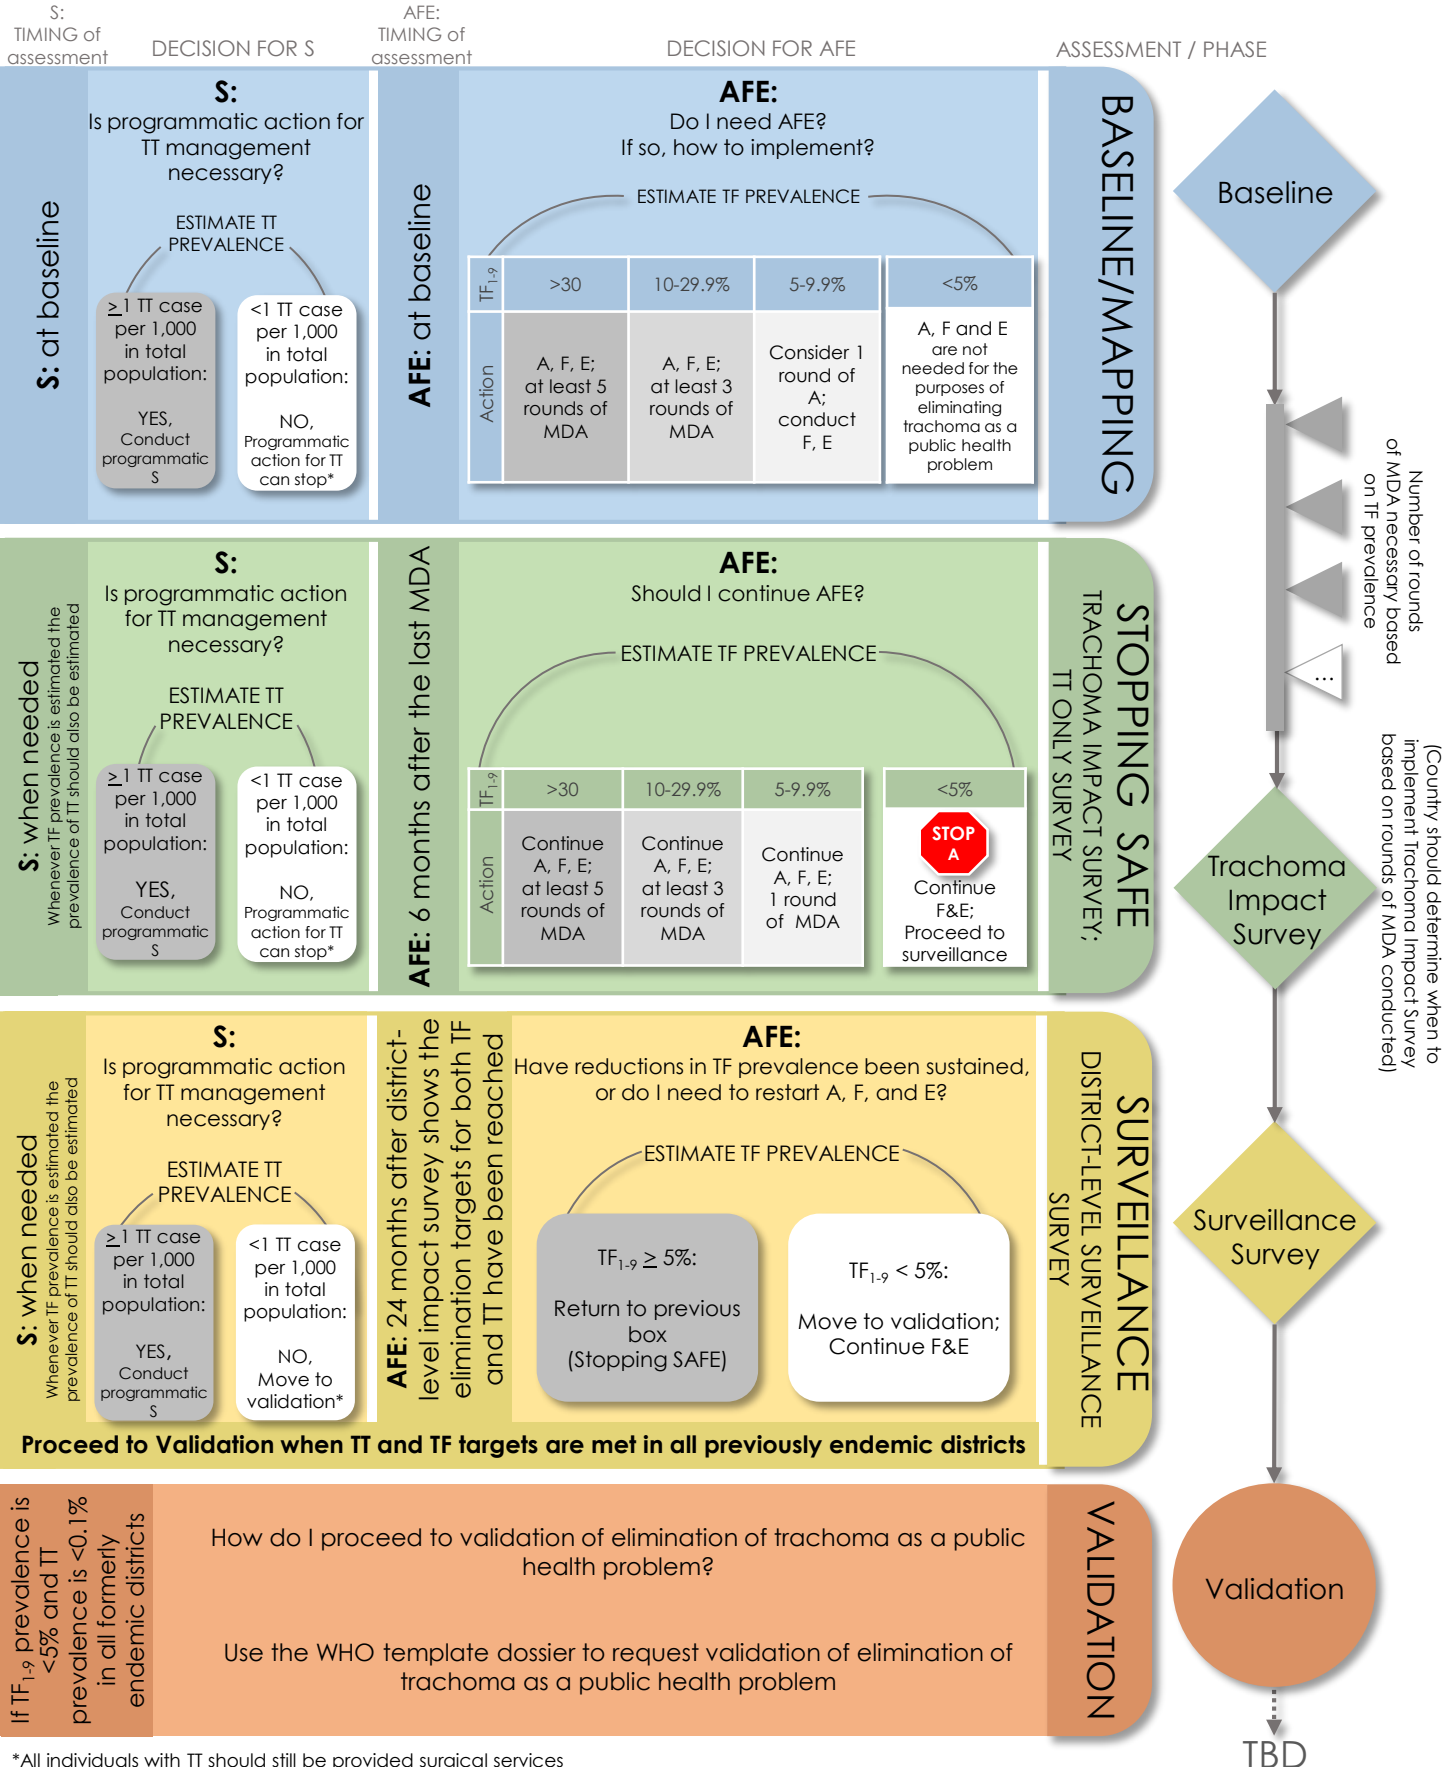 S:
TIMING of
assessment
DECISION FOR S
AFE:
TIMING of
assessment
DECISION FOR AFE
ASSESSMENT / PHASE
S: at baseline
S:
Is programmatic action for
TT management
necessary?
ESTIMATE TT
PREVALENCE
≥1 TT case
per 1,000
in total
population:
YES,
Conduct
programmatic
S
<1 TT case
per 1,000
in total
population:
NO,
Programmatic
action for TT
can stop*
AFE: at baseline
AFE:
Do I need AFE?
If so, how to implement?
ESTIMATE TF PREVALENCE
TF1-9
>30
10-29.9%
5-9.9%
<5%
Action
A, F, E;
at least 5
rounds of
MDA
A, F, E;
at least 3
rounds of
MDA
Consider 1
round of
A;
conduct
F, E
A, F and E
are not
needed for the
purposes of
eliminating
trachoma as a
public health
problem
BASELINE/MAPPING
Baseline
Number of rounds
of MDA necessary based
on TF prevalence
...
S: when needed
Whenever TF prevalence is estimated the
prevalence of TT should also be estimated
S:
Is programmatic action
for TT management
necessary?
ESTIMATE TT
PREVALENCE
≥1 TT case
per 1,000
in total
population:
YES,
Conduct
programmatic
S
<1 TT case
per 1,000
in total
population:
NO,
Programmatic
action for TT
can stop*
AFE: 6 months after the last MDA
AFE:
Should I continue AFE?
ESTIMATE TF PREVALENCE
TF1-9
>30
10-29.9%
5-9.9%
<5%
Action
Continue
A, F, E;
at least 5
rounds of
MDA
Continue
A, F, E;
at least 3
rounds of
MDA
Continue
A, F, E;
1 round
of MDA
STOP
A
Continue
F&E;
Proceed to
surveillance
STOPPING SAFE
TRACHOMA IMPACT SURVEY;
TT ONLY SURVEY
(Country should determine when to
implement Trachoma Impact Survey
based on rounds of MDA conducted)
Trachoma
Impact
Survey
S: when needed
Whenever TF prevalence is estimated the
prevalence of TT should also be estimated
S:
Is programmatic action
for TT management
necessary?
ESTIMATE TT
PREVALENCE
≥1 TT case
per 1,000
in total
population:
YES,
Conduct
programmatic
S
<1 TT case
per 1,000
in total
population:
NO,
Move to
validation*
AFE: 24 months after district-
level impact survey shows the
elimination targets for both TF
and TT have been reached
AFE:
Have reductions in TF prevalence been sustained,
or do I need to restart A, F, and E?
ESTIMATE TF PREVALENCE
TF1-9 ≥ 5%:
Return to previous
box
(Stopping SAFE)
TF1-9 < 5%:
Move to validation;
Continue F&E
SURVEILLANCE
DISTRICT-LEVEL SURVEILLANCE
SURVEY
Surveillance
Survey
Proceed to Validation when TT and TF targets are met in all previously endemic districts
If TF1-9 prevalence is
<5% and TT
prevalence is <0.1%
in all formerly
endemic districts
How do I proceed to validation of elimination of trachoma as a public
health problem?
Use the WHO template dossier to request validation of elimination of
trachoma as a public health problem
VALIDATION
Validation
TBD
*All individuals with TT should still be provided surgical services